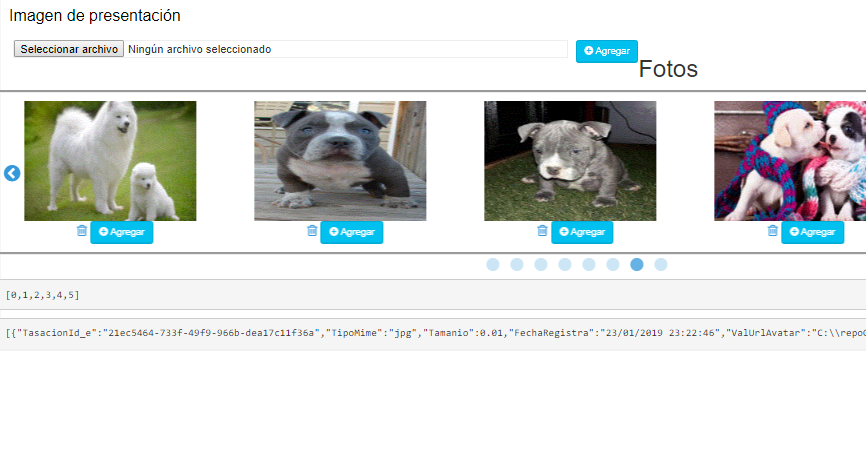 Imagen de presentación
Seleccionar archivo Ningún archivo seleccionado Agregar
Fotos
Agregar Agregar Agregar Agregar
[0,1,2,3,4,5]
[{"TasacionId_e":"21ec5464-733f-49f9-966b-dea17c11f36a","TipoMime":"jpg","Tamanio":0.01,"FechaRegistra":"23/01/2019 23:22:46","ValUrlAvatar":"C:\\repo